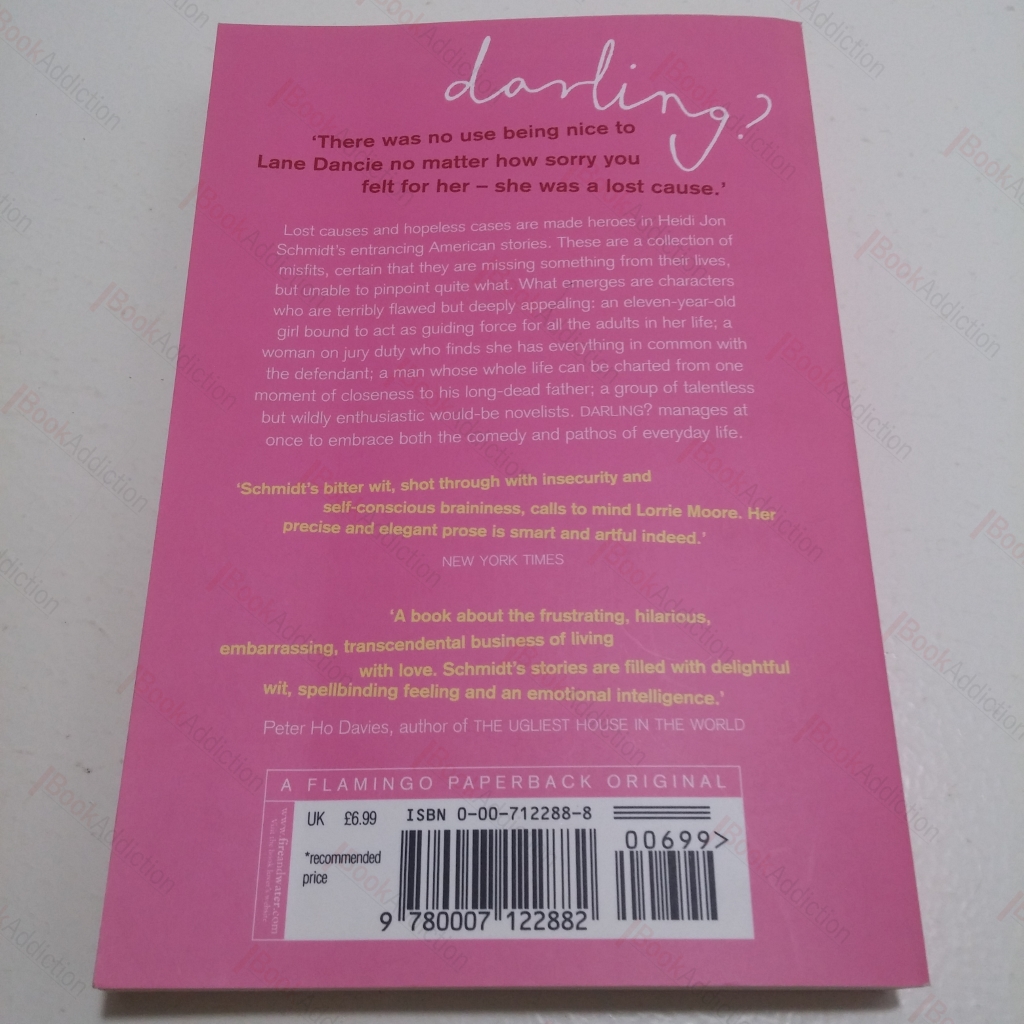 darling?
‘There was no use being nice to
Lane Dancie no matter how sorry you
felt for her – she was a lost cause.’
Lost causes and hopeless cases are made heroes in Heidi Jon
Schmidt’s entrancing American stories. These are a collection of
misfits, certain that they are missing something from their lives,
but unable to pinpoint quite what. What emerges are characters
who are terribly flawed but deeply appealing: an eleven-year-old
girl bound to act as guiding force for all the adults in her life; a
woman on jury duty who finds she has everything in common with
the defendant; a man whose whole life can be charted from one
moment of closeness to his long-dead father; a group of talentless
but wildly enthusiastic would-be novelists. DARLING? manages at
once to embrace both the comedy and pathos of everyday life.
‘Schmidt’s bitter wit, shot through with insecurity and
self-conscious braininess, calls to mind Lorrie Moore. Her
precise and elegant prose is smart and artful indeed.’
NEW YORK TIMES
‘A book about the frustrating, hilarious,
embarrassing, transcendental business of living
with love. Schmidt’s stories are filled with delightful
wit, spellbinding feeling and an emotional intelligence.’
Peter Ho Davies, author of THE UGLIEST HOUSE IN THE WORLD
A FLAMINGO PAPERBACK ORIGINAL
www.fireandwater.com
UK £6.99
*recommended
price
ISBN 0-00-712288-8
00699>
9 780007 122882
BookAddiction